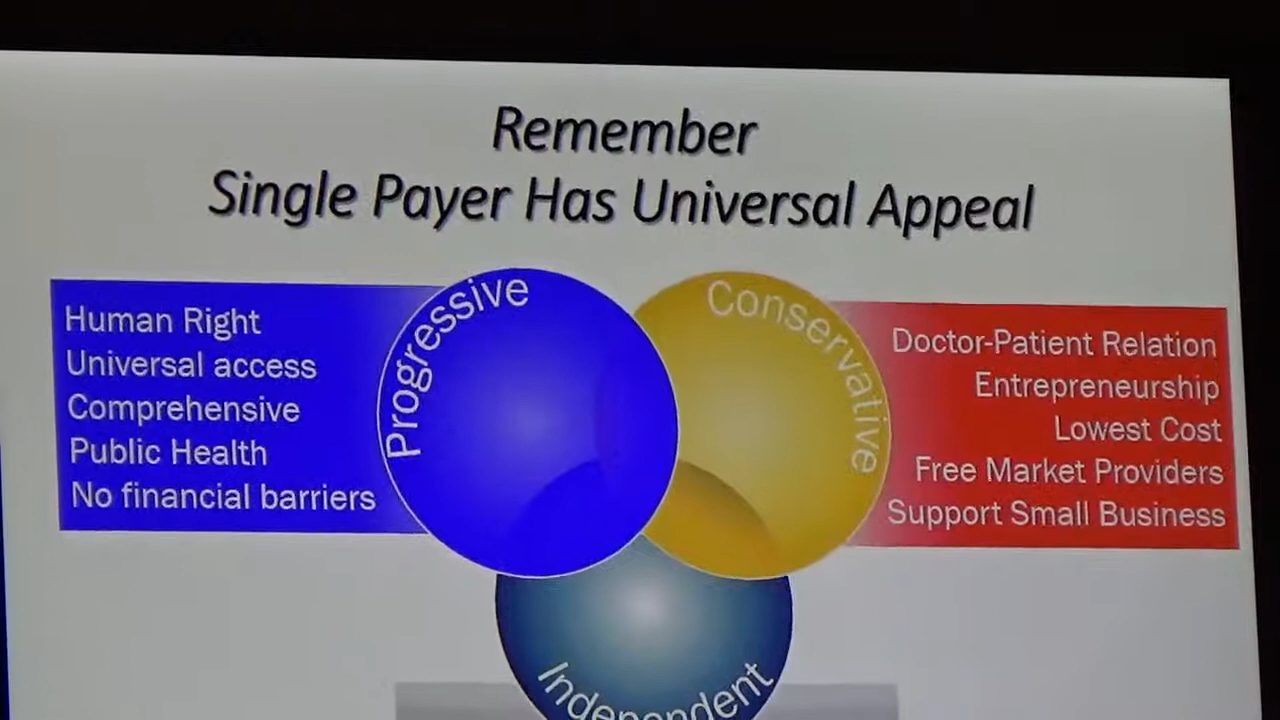 Remember
Single Payer Has Universal Appeal
Progressive
Conservative
Human Right
Universal access
Comprehensive
Public Health
No financial barriers
Doctor-Patient Relation
Entrepreneurship
Lowest Cost
Free Market Providers
Support Small Business
Independent